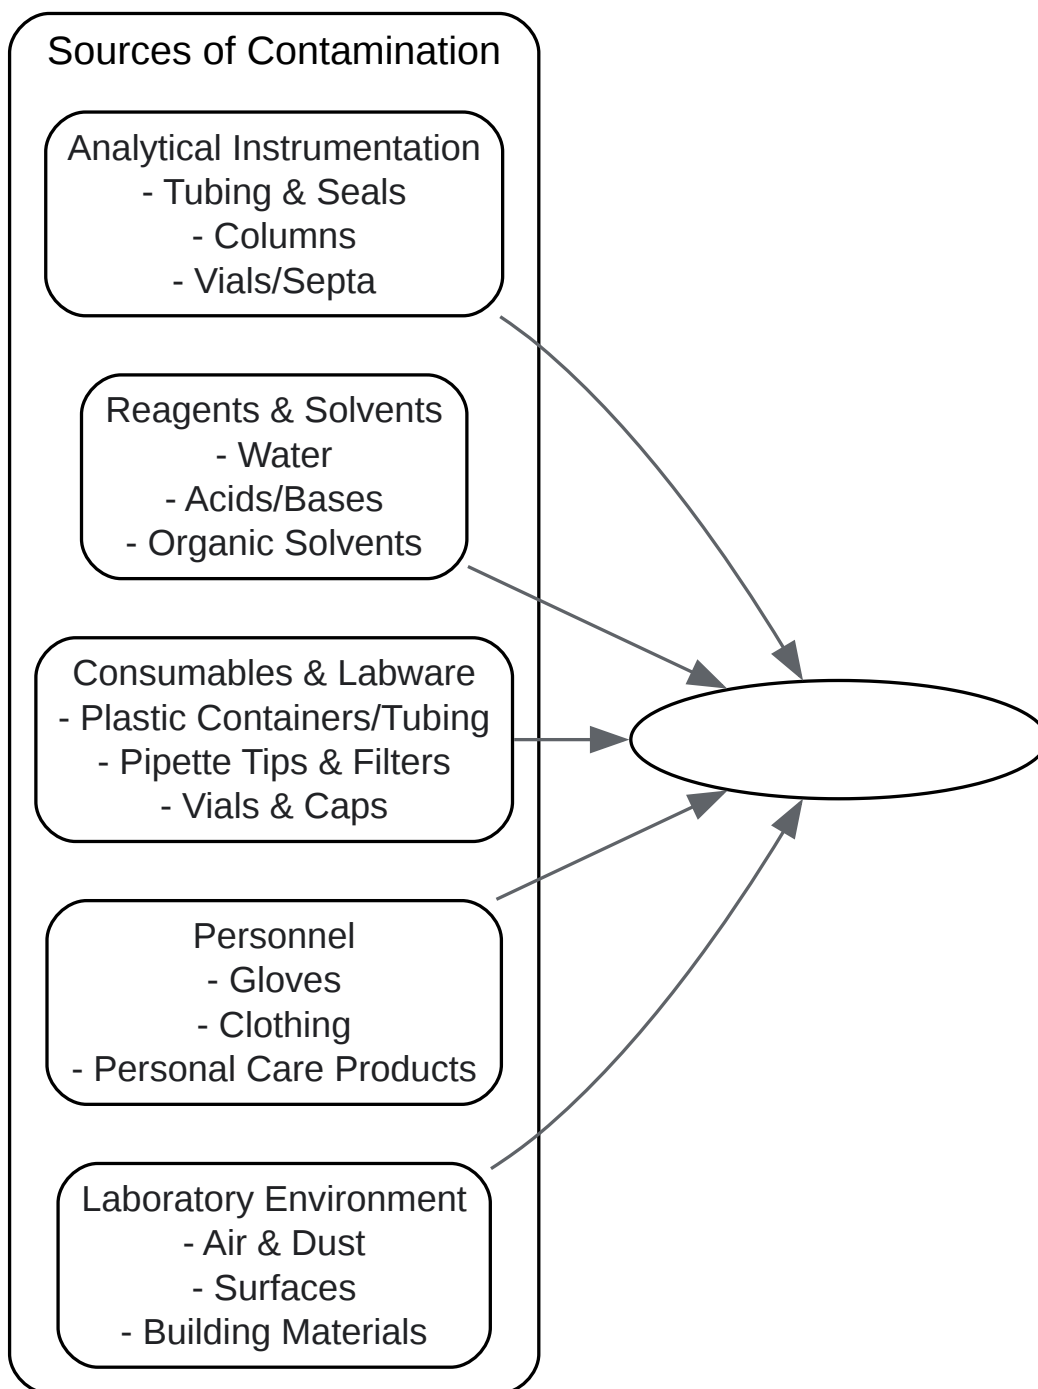 Sources of Contamination
Analytical Instrumentation
- Tubing & Seals
- Columns
- Vials/Septa
Reagents & Solvents
- Water
- Acids/Bases
- Organic Solvents
Consumables & Labware
- Plastic Containers/Tubing
- Pipette Tips & Filters
- Vials & Caps
Personnel
- Gloves
- Clothing
- Personal Care Products
Laboratory Environment
- Air & Dust
- Surfaces
- Building Materials